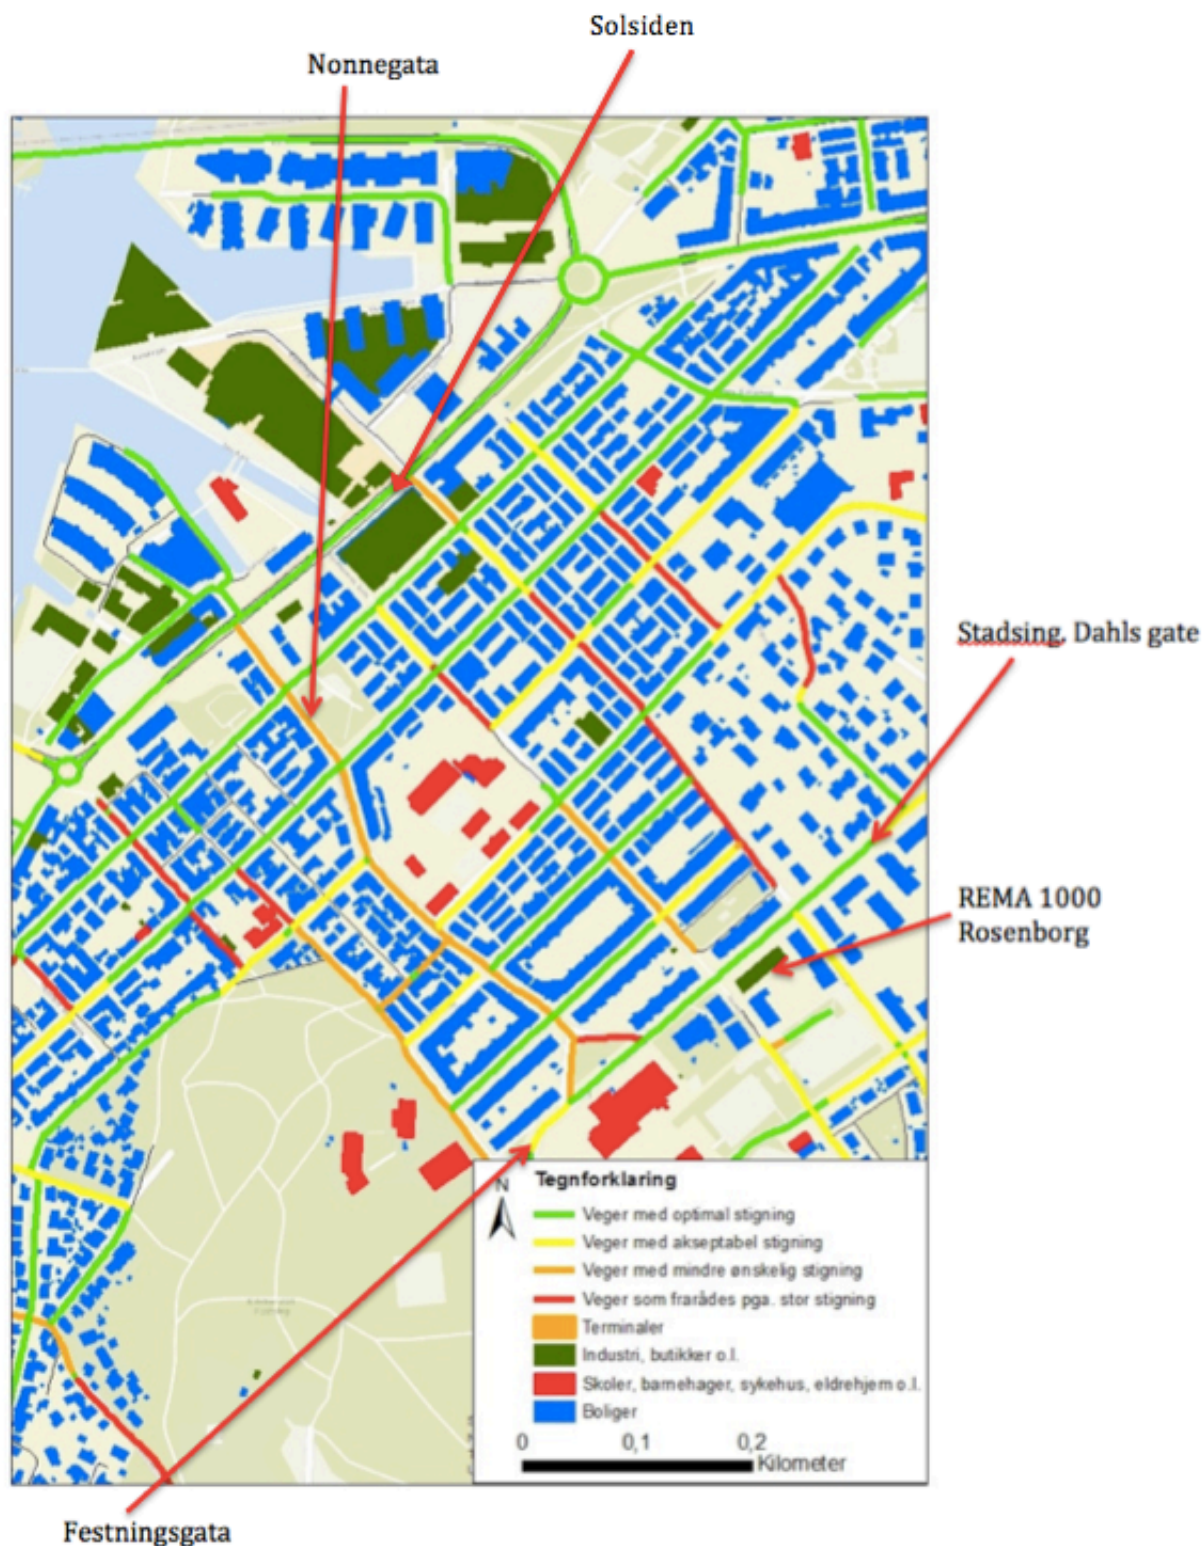 Solsiden
Nonnegata
Stadsing. Dahls gate
REMA 1000
Rosenborg
N
Tegnforklaring
Veger med optimal stigning
Veger med akseptabel stigning
Veger med mindre ønskelig stigning
Veger som frarådes pga. stor stigning
Terminaler
Industri, butikker o.l.
Skoler, barnehager, sykehus, eldrehjem o.l.
Boliger
0 0,1 0,2
Kilometer
Festningsgata